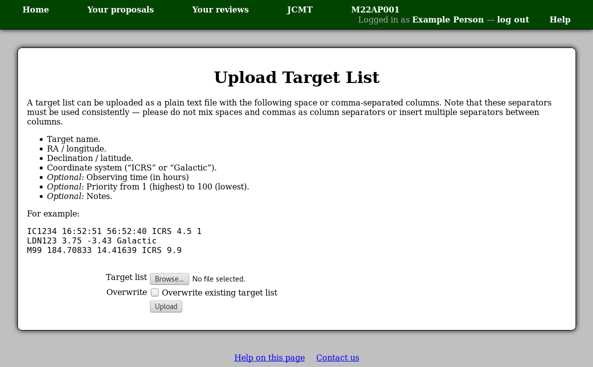 Home Your proposals Your reviews JCMT M22AP001
Logged in as Example Person — log out Help
Upload Target List
A target list can be uploaded as a plain text file with the following space or comma-separated columns. Note that these separators
must be used consistently — please do not mix spaces and commas as column separators or insert multiple separators between
columns.
• Target name.
• RA / longitude.
• Declination / latitude.
• Coordinate system (“ICRS” or “Galactic”).
• Optional: Observing time (in hours)
• Optional: Priority from 1 (highest) to 100 (lowest).
• Optional: Notes.
For example:
IC1234 16:52:51 56:52:40 ICRS 4.5 1
LDN123 3.75 -3.43 Galactic
M99 184.70833 14.41639 ICRS 9.9
Target list Browse... No file selected.
Overwrite Overwrite existing target list
Upload
Help on this page Contact us